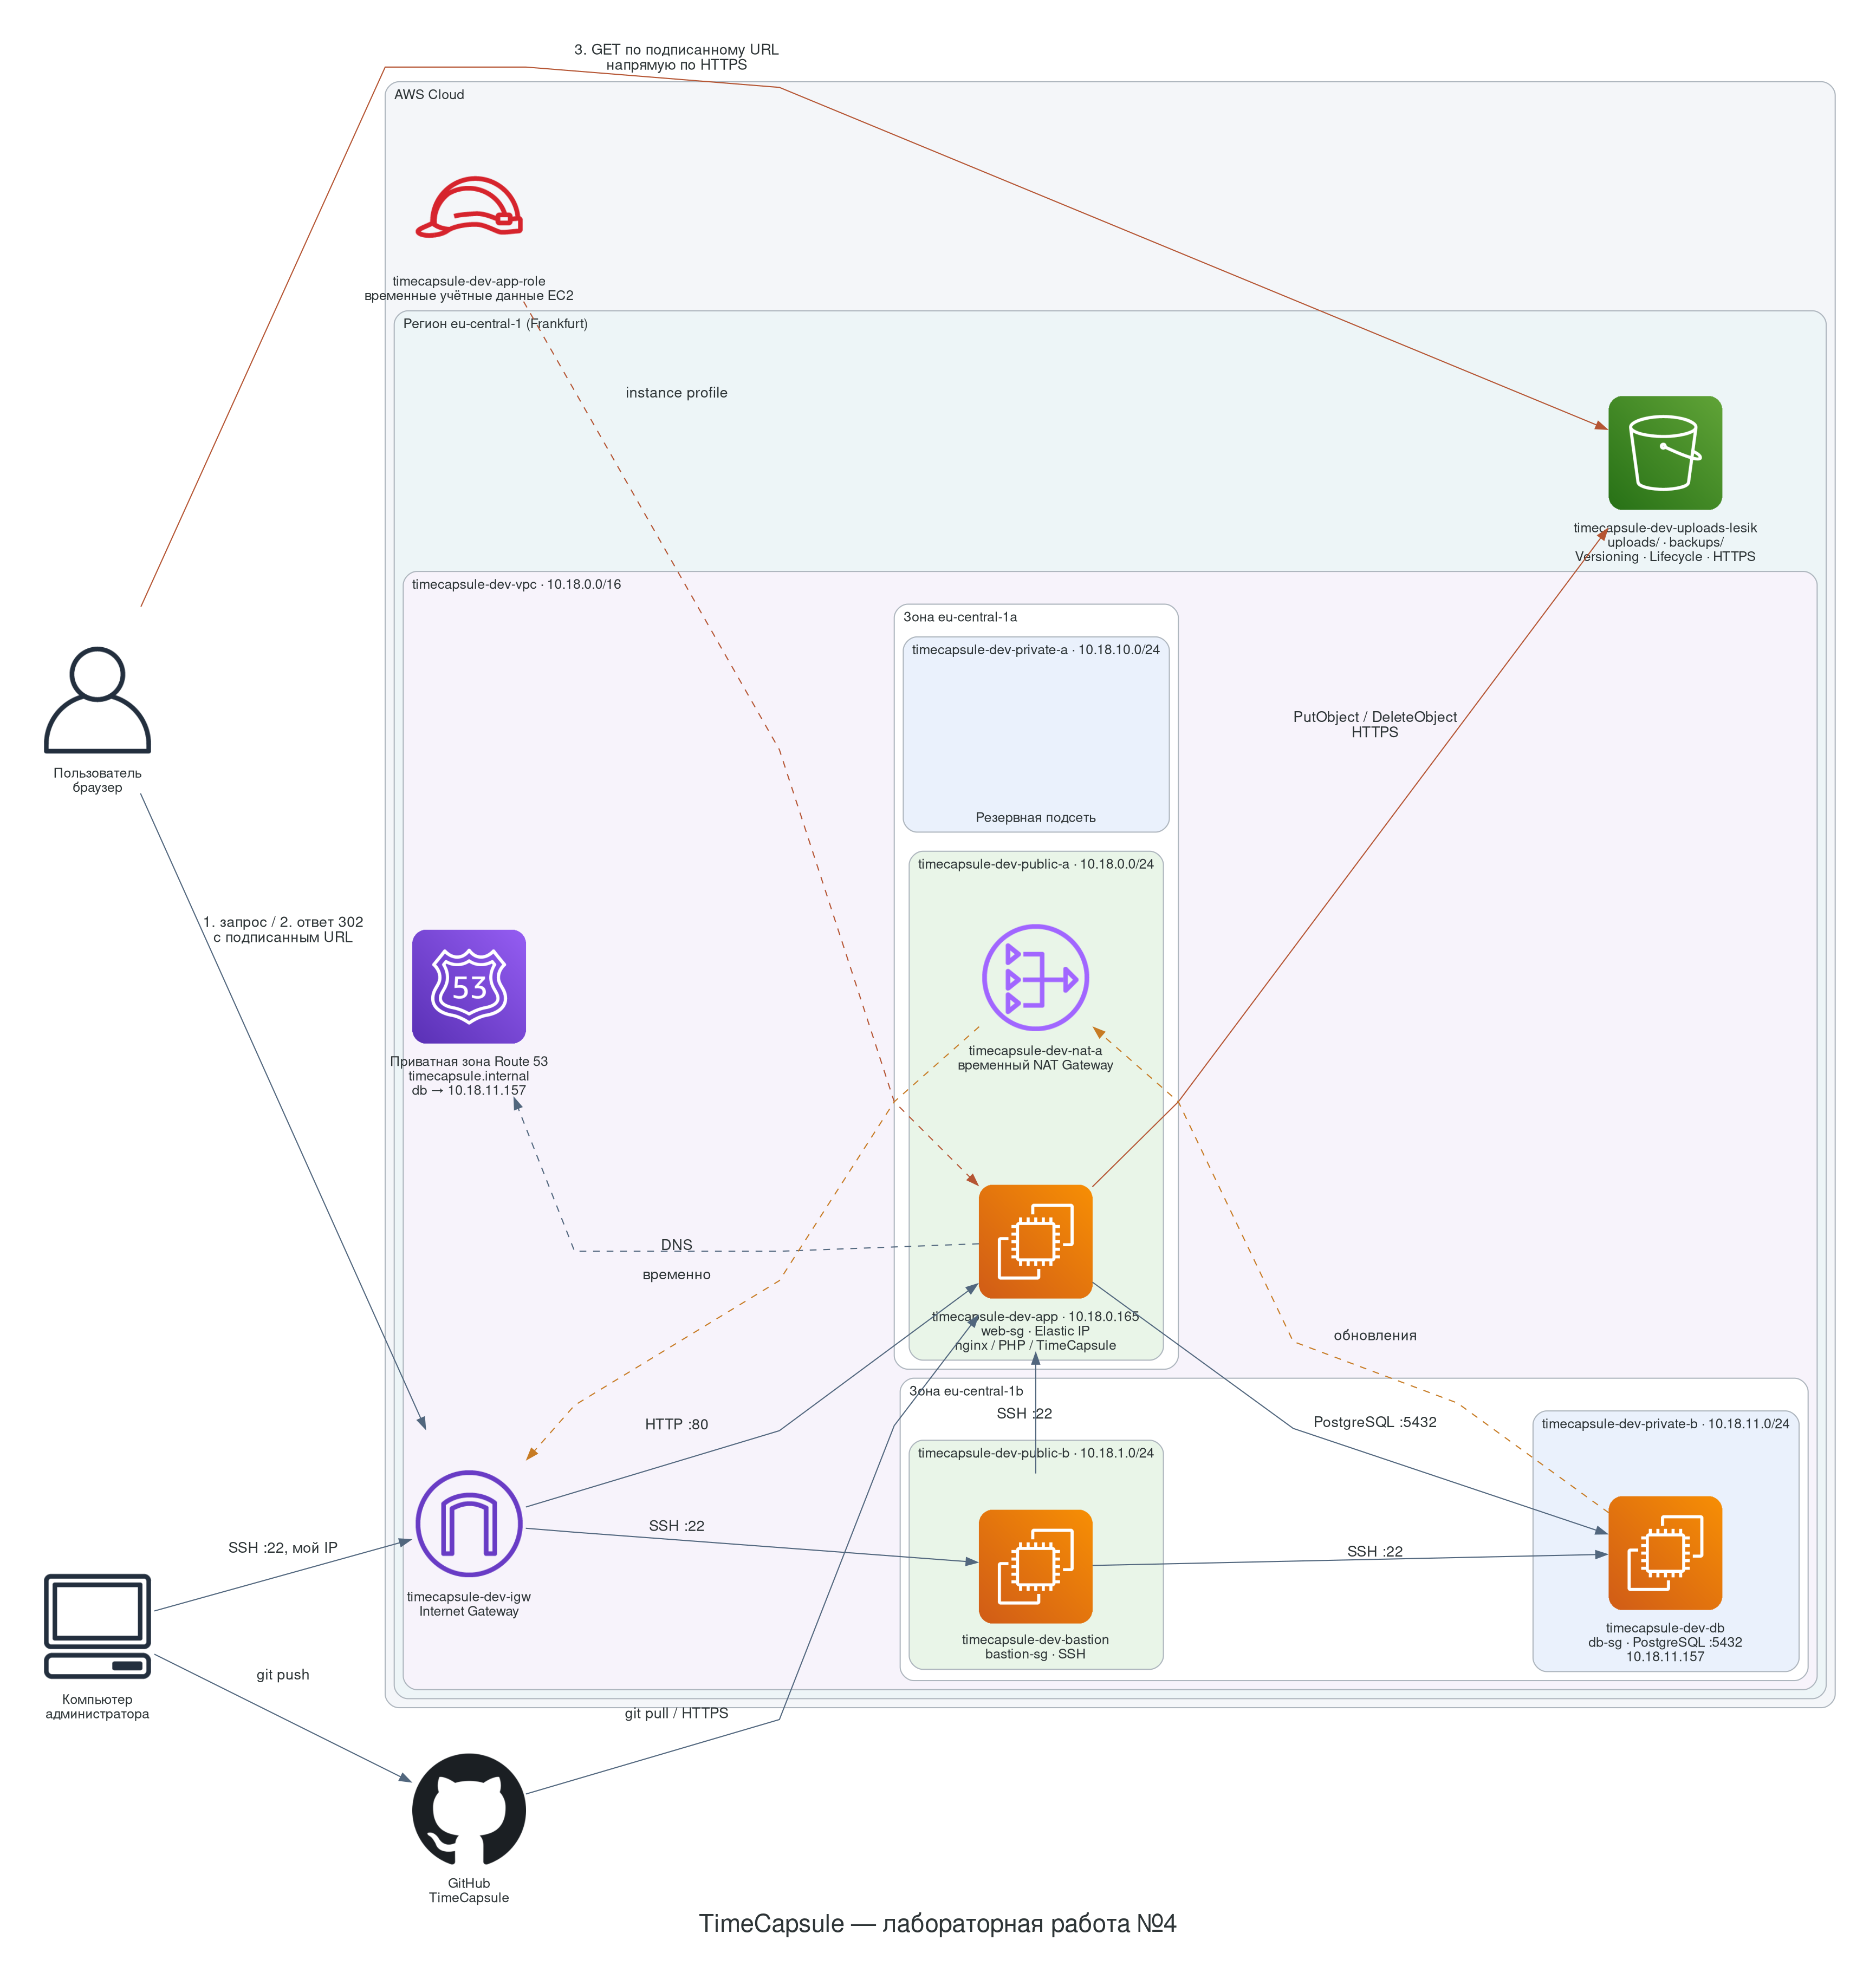 3. GET по подписанному URL
напрямую по HTTPS
AWS Cloud
timecapsule-dev-app-role
временные учётные данные EC2
Регион eu-central-1 (Frankfurt)
instance profile
timecapsule-dev-uploads-lesik
uploads/ · backups/
Versioning · Lifecycle · HTTPS
timecapsule-dev-vpc · 10.18.0.0/16
Зона eu-central-1a
timecapsule-dev-private-a · 10.18.10.0/24
Резервная подсеть
PutObject / DeleteObject
HTTPS
Пользователь
браузер
timecapsule-dev-public-a · 10.18.0.0/24
1. запрос / 2. ответ 302
с подписанным URL
53
Приватная зона Route 53
timecapsule.internal
db → 10.18.11.157
timecapsule-dev-nat-a
временный NAT Gateway
DNS
временно
timecapsule-dev-app · 10.18.0.165
web-sg · Elastic IP
nginx / PHP / TimeCapsule
обновления
Зона eu-central-1b
SSH :22
HTTP :80
PostgreSQL :5432
timecapsule-dev-private-b · 10.18.11.0/24
timecapsule-dev-public-b · 10.18.1.0/24
SSH :22
SSH :22, мой IP
SSH :22
timecapsule-dev-igw
Internet Gateway
timecapsule-dev-bastion
bastion-sg · SSH
timecapsule-dev-db
db-sg · PostgreSQL :5432
10.18.11.157
git push
Компьютер
администратора
git pull / HTTPS
GitHub
TimeCapsule
TimeCapsule — лабораторная работа №4